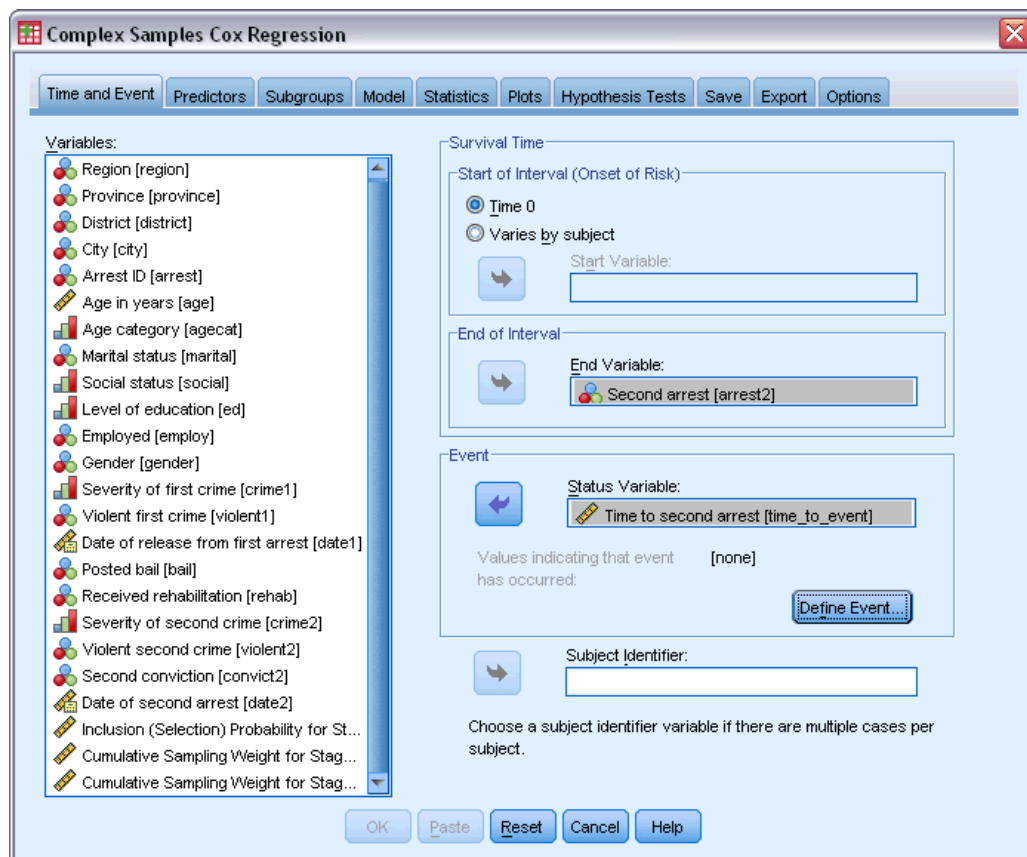 Complex Samples Cox Regression
Time and Event
Predictors
Subgroups
Model
Statistics
Plots
Hypothesis Tests
Save
Export
Options
Variables:
Region [region]
Province [province]
District [district]
City [city]
Arrest ID [arrest]
Age in years [age]
Age category [agecat]
Marital status [marital]
Social status [social]
Level of education [ed]
Employed [employ]
Gender [gender]
Severity of first crime [crime1]
Violent first crime [violent1]
Date of release from first arrest [date1]
Posted bail [bail]
Received rehabilitation [rehab]
Severity of second crime [crime2]
Violent second crime [violent2]
Second conviction [convict2]
Date of second arrest [date2]
Inclusion (Selection) Probability for St...
Cumulative Sampling Weight for Stag...
Cumulative Sampling Weight for Stag...
Survival Time
Start of Interval (Onset of Risk)
Time 0
Varies by subject
Start Variable:
End of Interval
End Variable:
Second arrest [arrest2]
Event
Status Variable:
Time to second arrest [time_to_event]
Values indicating that event [none]
has occurred:
Define Event...
Subject Identifier:
Choose a subject identifier variable if there are multiple cases per
subject.
OK
Paste
Reset
Cancel
Help